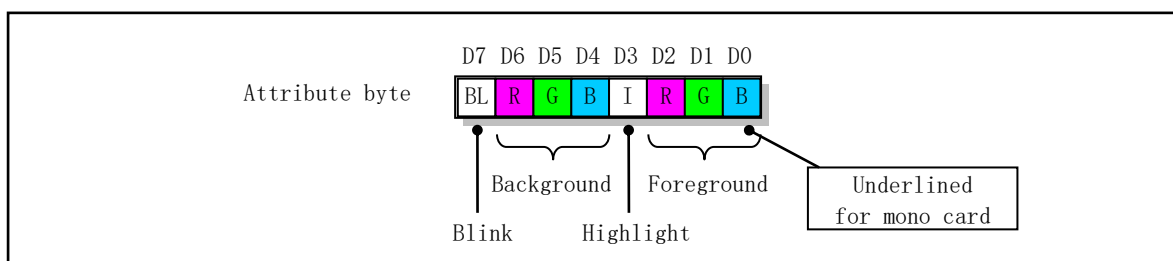 D7 D6 D5 D4 D3 D2 D1 D0
Attribute byte BL R G B I R G B
Background Foreground Underlined
for mono card
Blink Highlight